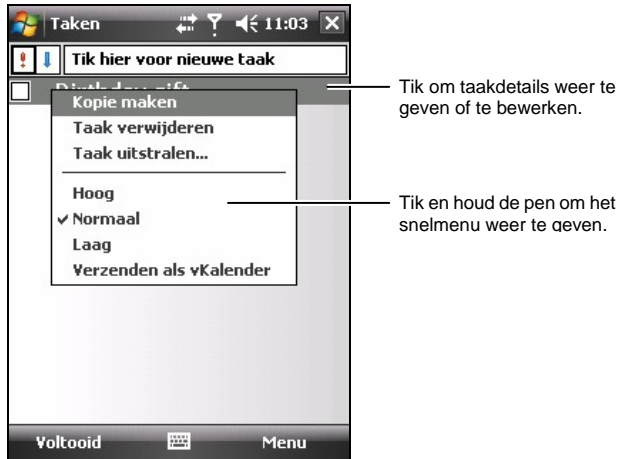 Taken 11:03
Tik hier voor nieuwe taak
Kopie maken
Taak verwijderen
Taak uitstralen...
Hoog
Normaal
Laag
Verzenden als vKalender
Voltooid Menu
Tik om taakdetails weer te
geven of te bewerken.
Tik en houd de pen om het
snelmenu weer te geven.